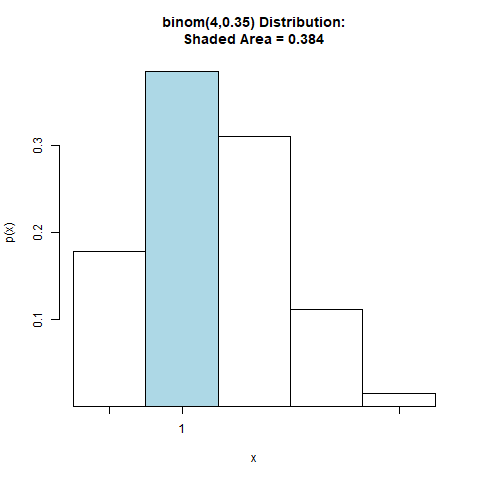 binom(4,0.35) Distribution:
Shaded Area = 0.384
0.3
0.2
0.1
p(x)
1
x